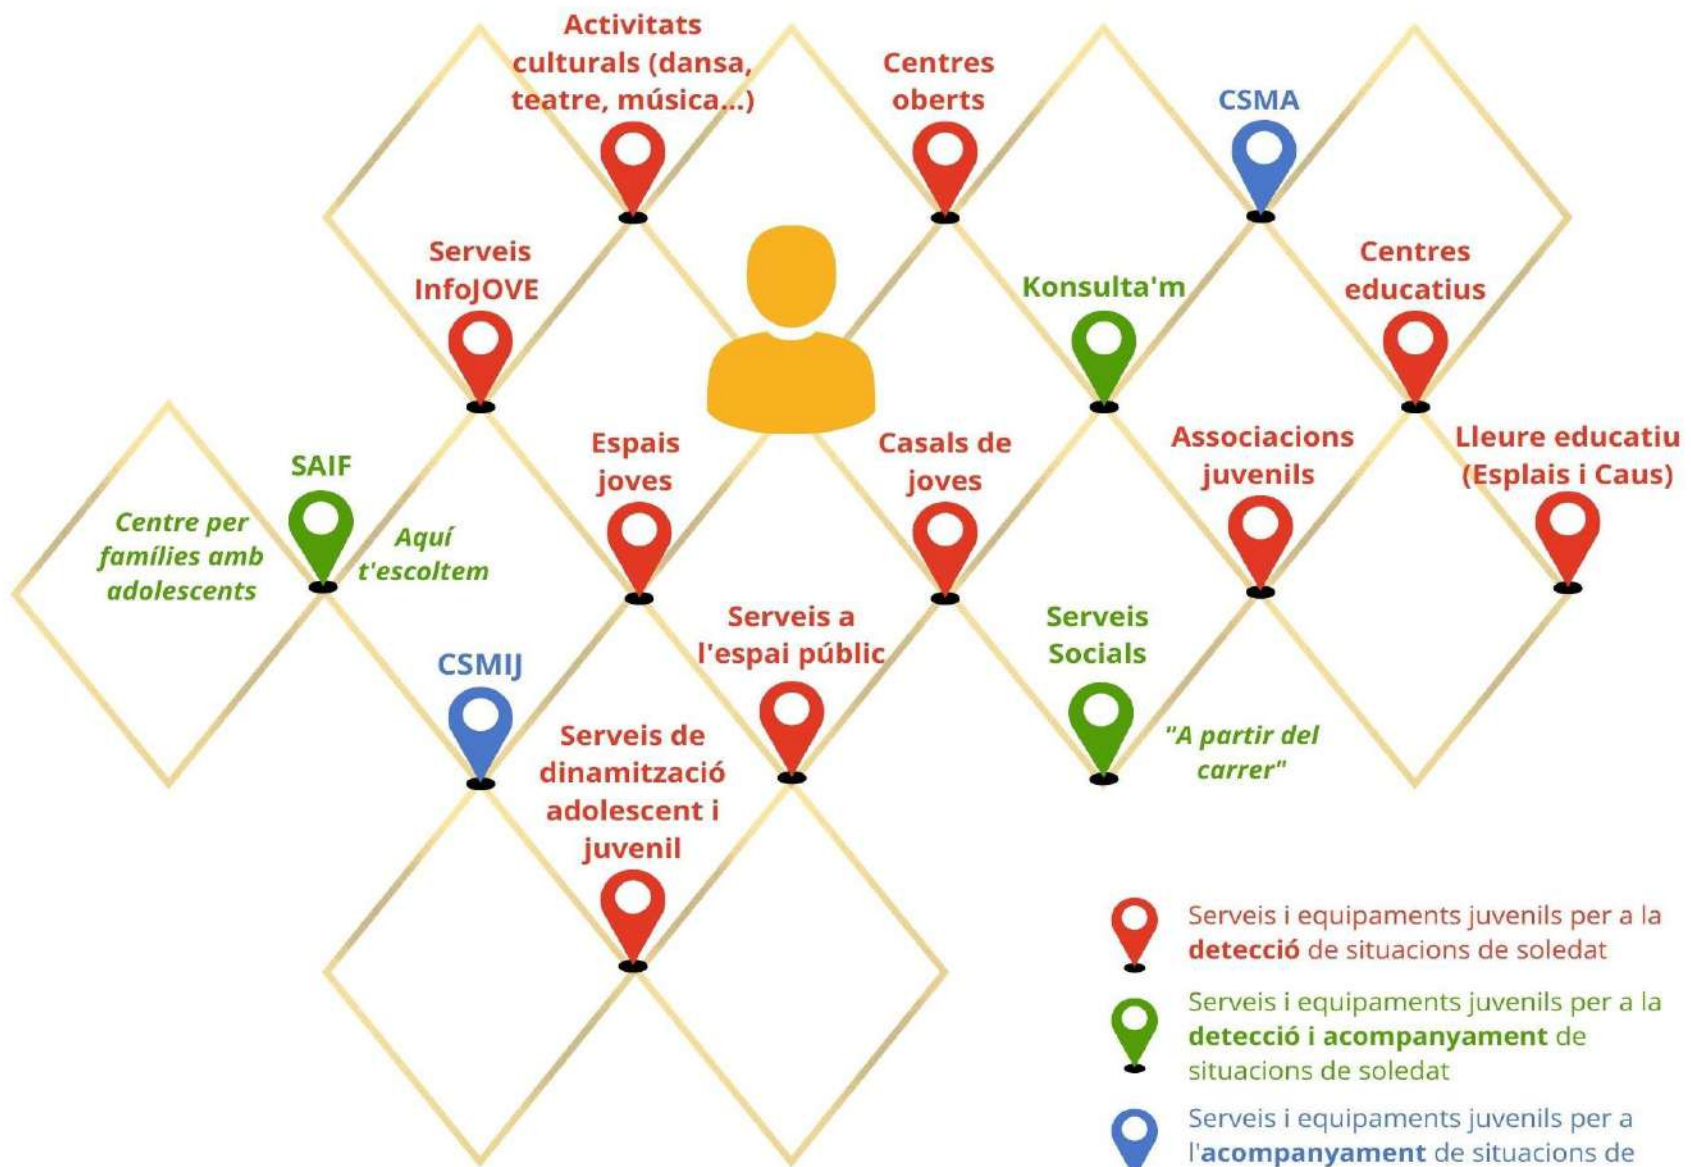 Activitats
culturals (dansa,
teatre, música...)
Centres
oberts
CSMA
Serveis
InfoJOVE
Konsulta'm
Centres
educatius
SAIF
Centre per
famílies amb
adolescents
Aquí
t'escoltem
Espais
joves
Casals de
joves
Associacions
juvenils
Lleure educatiu
(Esplais i Caus)
CSMIJ
Serveis a
l'espai públic
Serveis
Socials
"A partir del
carrer"
Serveis de
dinamització
adolescent i
juvenil
Serveis i equipaments juvenils per a la
detecció de situacions de soledat
Serveis i equipaments juvenils per a la
detecció i acompanyament de
situacions de soledat
Serveis i equipaments juvenils per a
l'acompanyament de situacions de